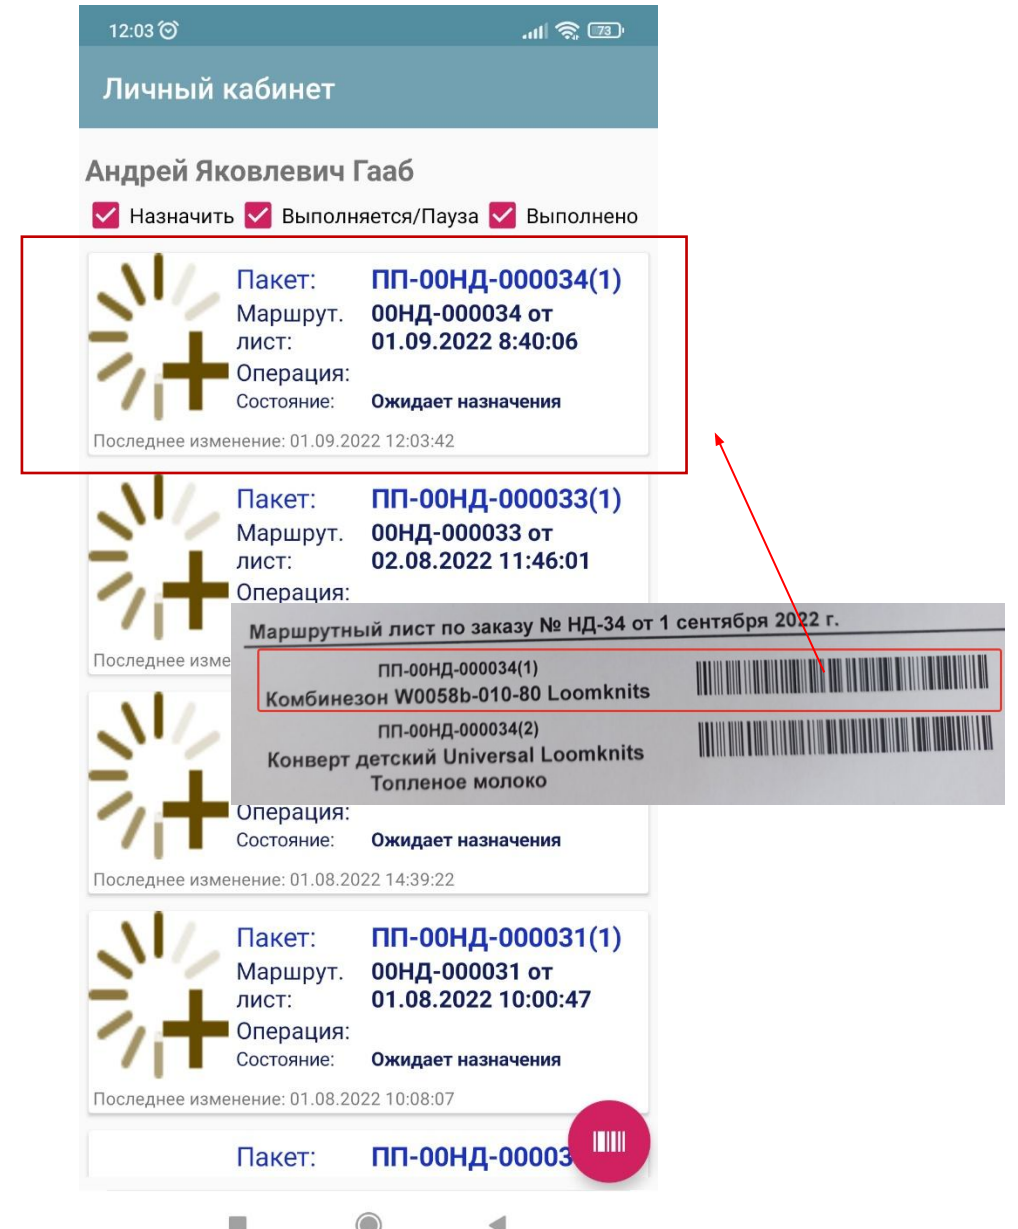 12:03
73
Личный кабинет
Андрей Яковлевич Гааб
Назначить Выполняется/Пауза Выполнено
Пакет: ПП-00НД-000034(1)
Маршрут. лист: 00НД-000034 от
01.09.2022 8:40:06
Операция:
Состояние: Ожидает назначения
Последнее изменение: 01.09.2022 12:03:42
Пакет: ПП-00НД-000033(1)
Маршрут. лист: 00НД-000033 от
02.08.2022 11:46:01
Операция:
Последнее изме
Маршрутный лист по заказу № НД-34 от 1 сентября 2022 г.
ПП-00НД-000034(1)
Комбинезон W0058b-010-80 Loomknits
ПП-00НД-000034(2)
Конверт детский Universal Loomknits
Топленое молоко
Операция:
Состояние: Ожидает назначения
Последнее изменение: 01.08.2022 14:39:22
Пакет: ПП-00НД-000031(1)
Маршрут. лист: 00НД-000031 от
01.08.2022 10:00:47
Операция:
Состояние: Ожидает назначения
Последнее изменение: 01.08.2022 10:08:07
Пакет: ПП-00НД-00003